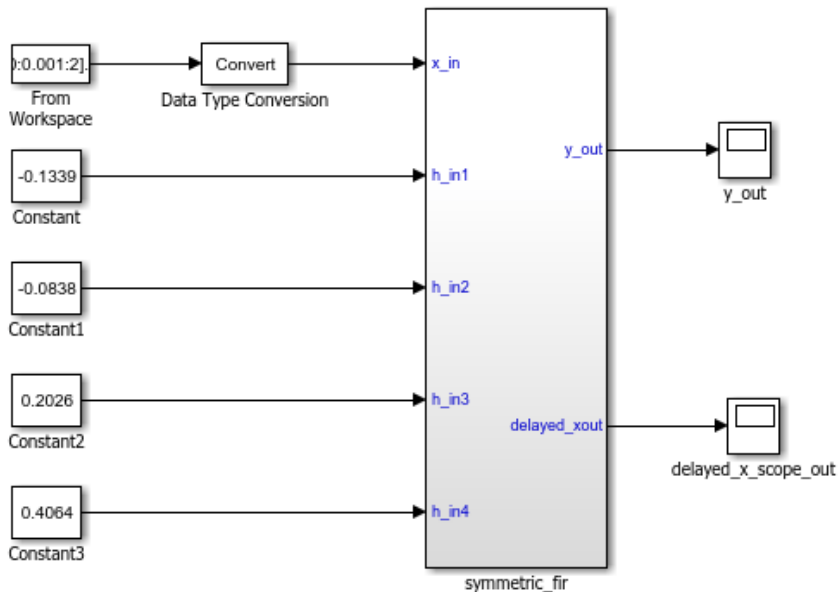 0:0.001:2].
From
Workspace
Convert
Data Type Conversion
-0.1339
Constant
-0.0838
Constant1
0.2026
Constant2
0.4064
Constant3
x_in
h_in1
h_in2
h_in3
h_in4
y_out
delayed_xout
symmetric_fir
y_out
delayed_x_scope_out